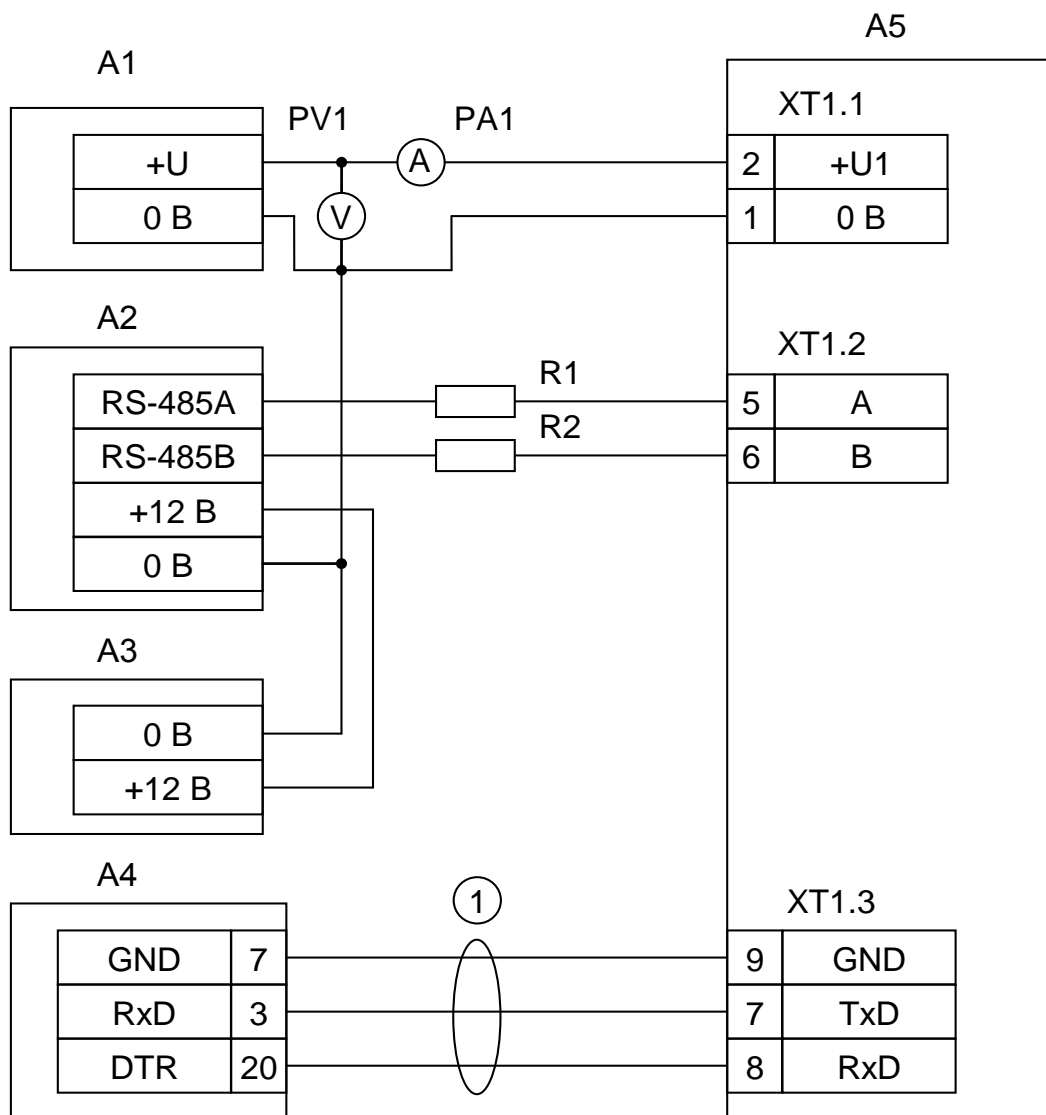 A5
A1
XT1.1
PV1 PA1
+U A 2 +U1
0 В V 1 0 В
A2
XT1.2
R1
RS-485A 5 A
R2
RS-485B 6 B
+12 В
0 В
A3
0 В
+12 В
A4
1
XT1.3
GND 7 9 GND
RxD 3 7 TxD
DTR 20 8 RxD